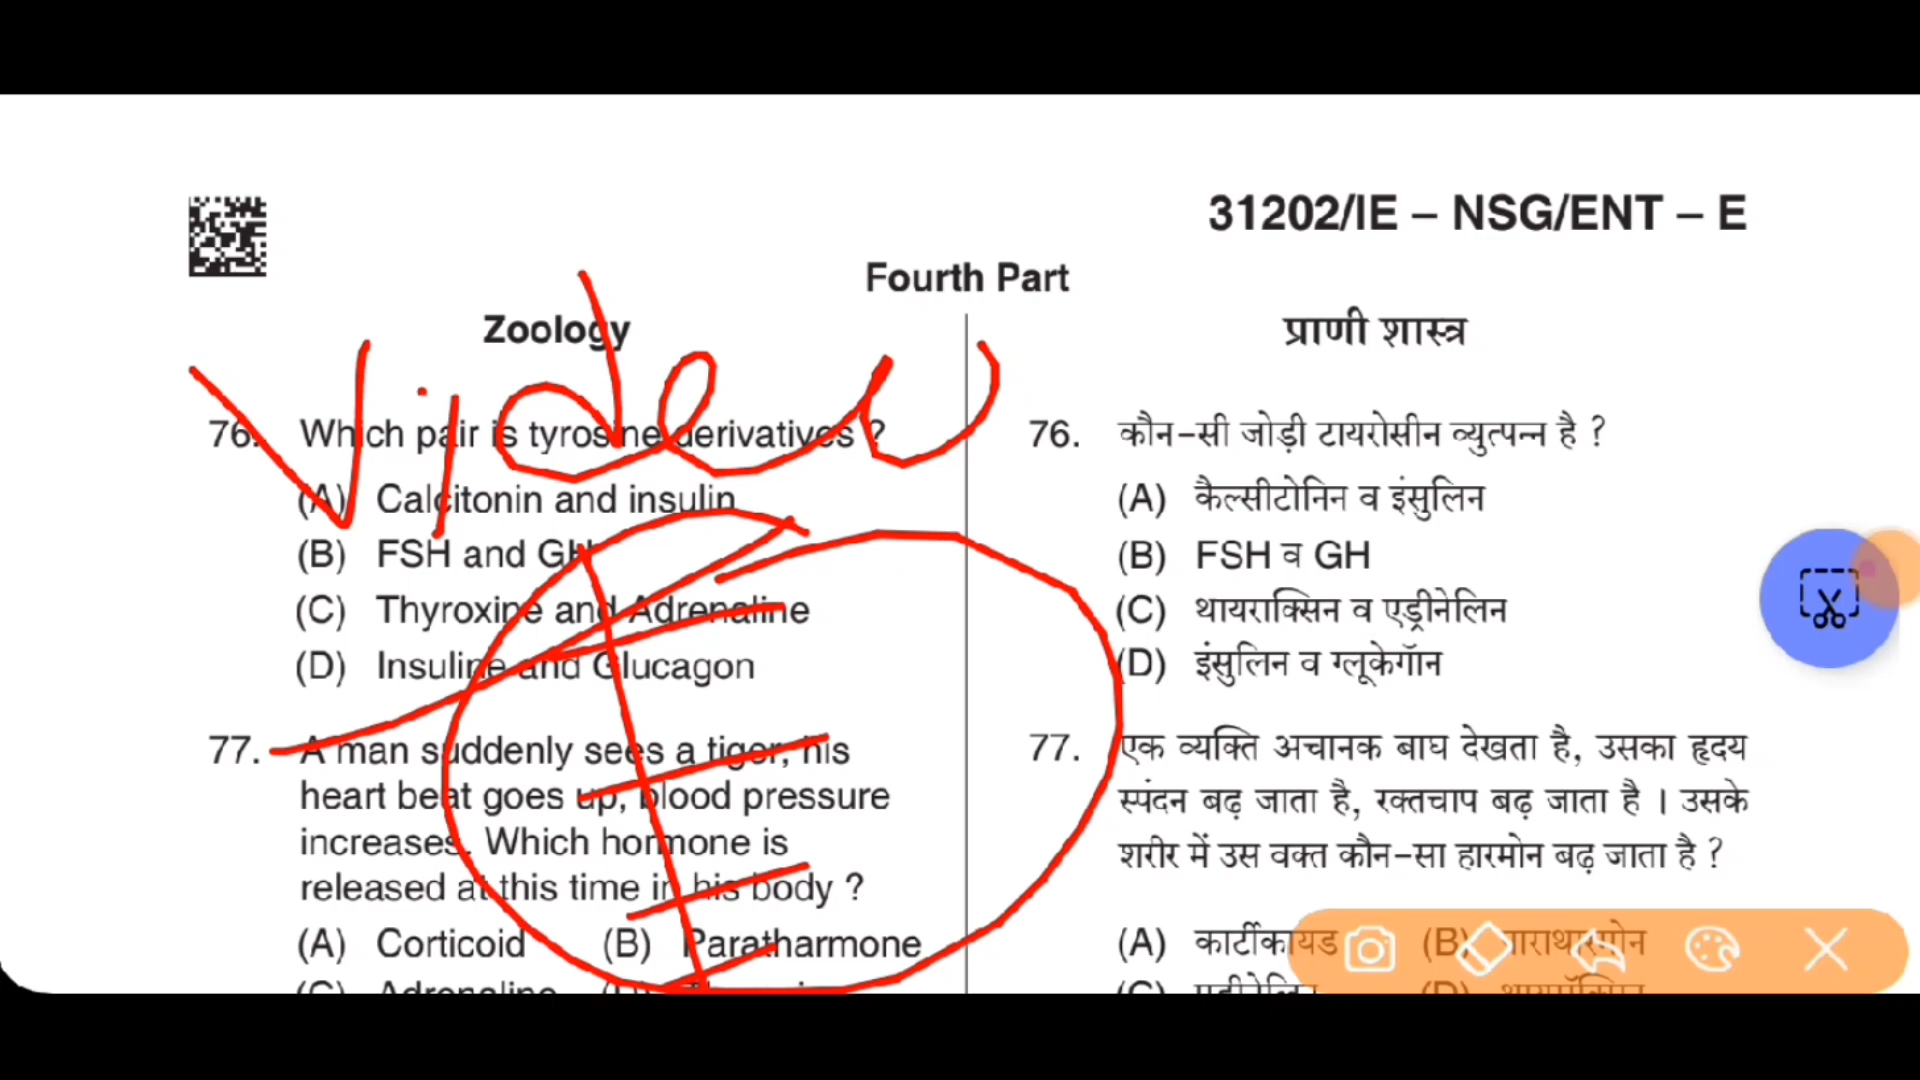 31202/IE – NSG/ENT – E
Fourth Part
Zoology
Video
76. Which pair is tyrosine derivatives ?
(A) Calcitonin and insulin
(B) FSH and GH
(C) Thyroxine and Adrenaline
(D) Insuline and Glucagon
77. A man suddenly sees a tiger, his
heart beat goes up, blood pressure
increases. Which hormone is
released at this time in his body ?
(A) Corticoid (B) Paratharmone
(C) Adrenaline
प्राणी शास्त्र
76. कौन-सी जोड़ी टायरोसीन व्युत्पन्न है ?
(A) कैल्सीटोनिन व इंसुलिन
(B) FSH व GH
(C) थायराक्सिन व एड्रीनेलिन
(D) इंसुलिन व ग्लूकेगॉन
77. एक व्यक्ति अचानक बाघ देखता है, उसका हृदय
स्पंदन बढ़ जाता है, रक्तचाप बढ़ जाता है । उसके
शरीर में उस वक्त कौन-सा हारमोन बढ़ जाता है ?
(A) कार्टीकायड (B)
(C) (D)